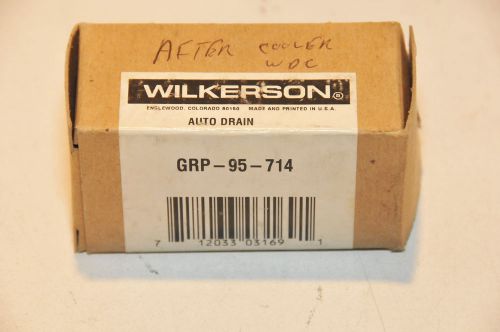 AFTER COOLER
WDC
WILKERSON®
ENGLEWOOD, COLORADO 80150 MADE AND PRINTED IN U.S.A.
AUTO DRAIN
GRP-95-714
7 12033 03169 1